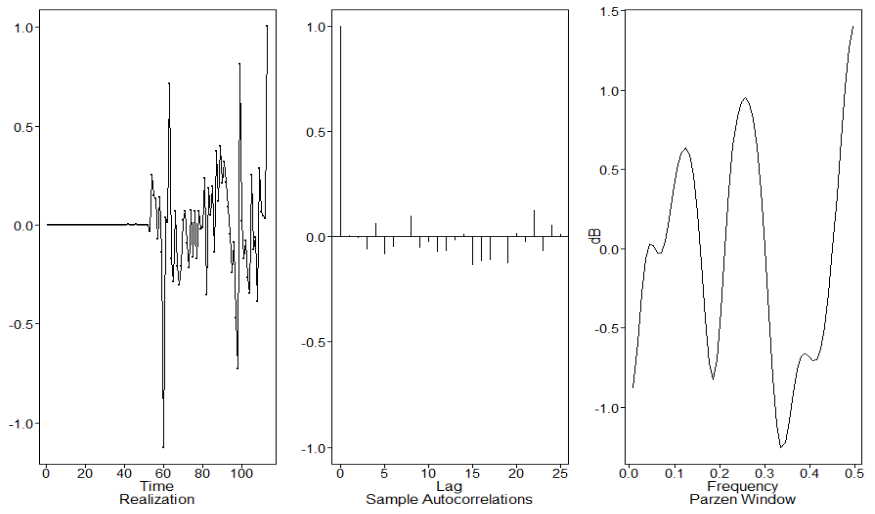 1.0
0.5
0.0
-0.5
-1.0
0 20 40 60 80 100
Time
Realization
1.0
0.5
0.0
-0.5
-1.0
0 5 10 15 20 25
Lag
Sample Autocorrelations
1.5
1.0
0.5
0.0
-0.5
-1.0
dB
0.0 0.1 0.2 0.3 0.4 0.5
Frequency
Parzen Window